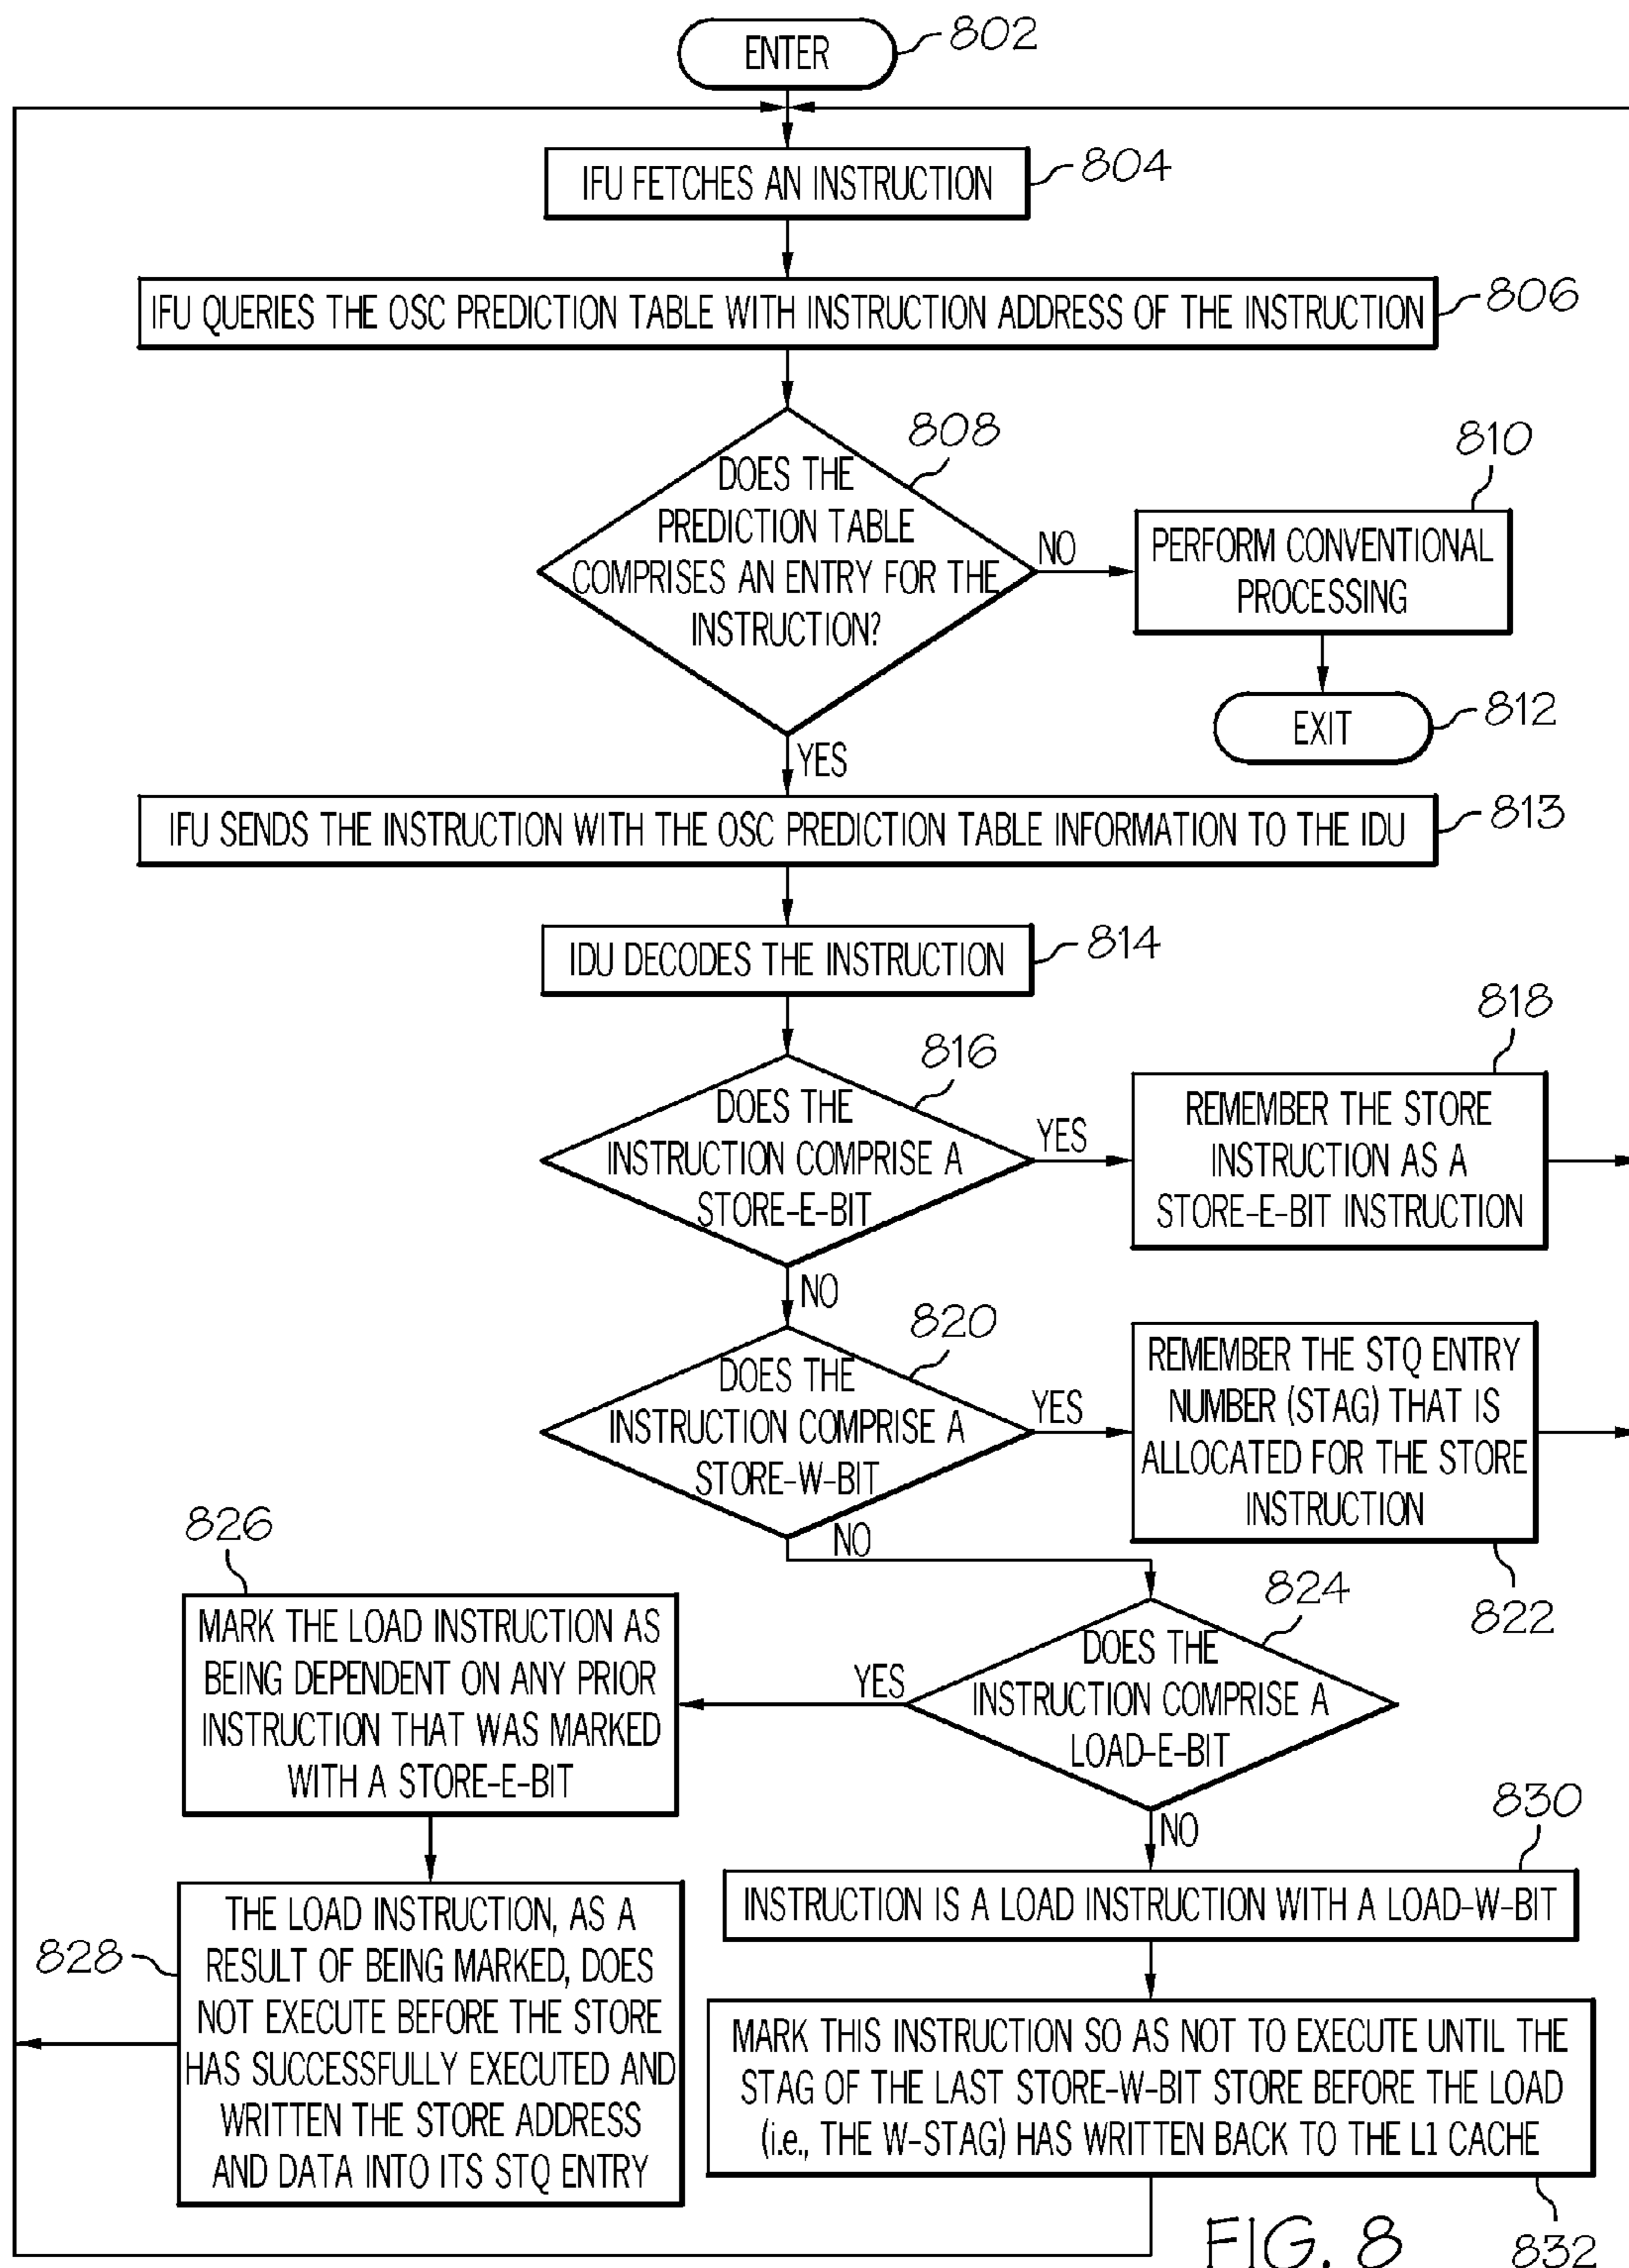 ENTER
802
IFU FETCHES AN INSTRUCTION
804
IFU QUERIES THE OSC PREDICTION TABLE WITH INSTRUCTION ADDRESS OF THE INSTRUCTION
806
DOES THE
PREDICTION TABLE
COMPRISES AN ENTRY FOR THE
INSTRUCTION?
808
NO
PERFORM CONVENTIONAL
PROCESSING
810
EXIT
812
YES
IFU SENDS THE INSTRUCTION WITH THE OSC PREDICTION TABLE INFORMATION TO THE IDU
813
IDU DECODES THE INSTRUCTION
814
DOES THE
INSTRUCTION COMPRISE A
STORE-E-BIT
816
YES
REMEMBER THE STORE
INSTRUCTION AS A
STORE-E-BIT INSTRUCTION
818
NO
DOES THE
INSTRUCTION COMPRISE A
STORE-W-BIT
820
YES
REMEMBER THE STQ ENTRY
NUMBER (STAG) THAT IS
ALLOCATED FOR THE STORE
INSTRUCTION
822
NO
DOES THE
INSTRUCTION COMPRISE A
LOAD-E-BIT
824
YES
826
MARK THE LOAD INSTRUCTION AS
BEING DEPENDENT ON ANY PRIOR
INSTRUCTION THAT WAS MARKED
WITH A STORE-E-BIT
828
THE LOAD INSTRUCTION, AS A
RESULT OF BEING MARKED, DOES
NOT EXECUTE BEFORE THE STORE
HAS SUCCESSFULLY EXECUTED AND
WRITTEN THE STORE ADDRESS
AND DATA INTO ITS STQ ENTRY
NO
830
INSTRUCTION IS A LOAD INSTRUCTION WITH A LOAD-W-BIT
MARK THIS INSTRUCTION SO AS NOT TO EXECUTE UNTIL THE
STAG OF THE LAST STORE-W-BIT STORE BEFORE THE LOAD
(i.e., THE W-STAG) HAS WRITTEN BACK TO THE L1 CACHE
832
FIG. 8